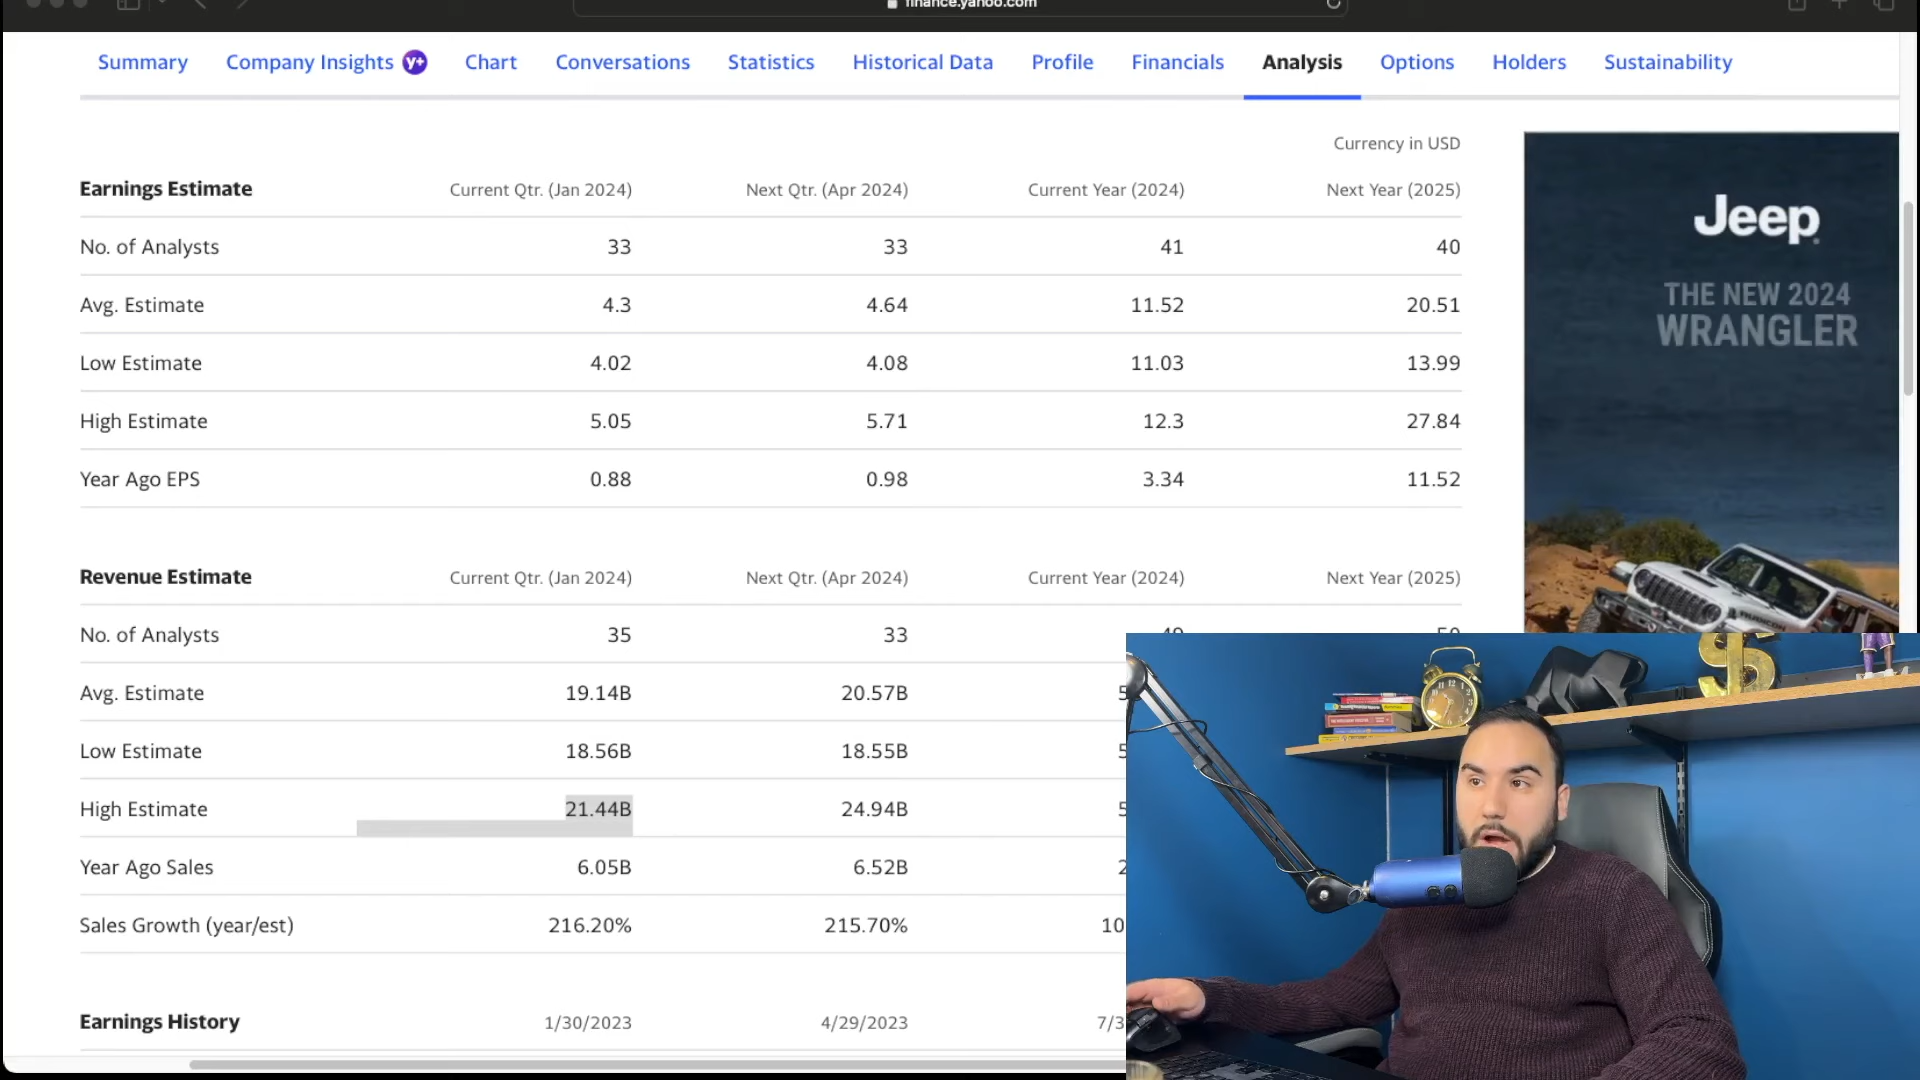 finance.yahoo.com
Summary Company Insights y+ Chart Conversations Statistics Historical Data Profile Financials Analysis Options Holders Sustainability
Currency in USD
Earnings Estimate Current Qtr. (Jan 2024) Next Qtr. (Apr 2024) Current Year (2024) Next Year (2025)
No. of Analysts 33 33 41 40
Avg. Estimate 4.3 4.64 11.52 20.51
Low Estimate 4.02 4.08 11.03 13.99
High Estimate 5.05 5.71 12.3 27.84
Year Ago EPS 0.88 0.98 3.34 11.52
Revenue Estimate Current Qtr. (Jan 2024) Next Qtr. (Apr 2024) Current Year (2024) Next Year (2025)
No. of Analysts 35 33
Avg. Estimate 19.14B 20.57B 5
Low Estimate 18.56B 18.55B 5
High Estimate 21.44B 24.94B 5
Year Ago Sales 6.05B 6.52B 2
Sales Growth (year/est) 216.20% 215.70% 10
Earnings History 1/30/2023 4/29/2023 7/3
Jeep
THE NEW 2024
WRANGLER